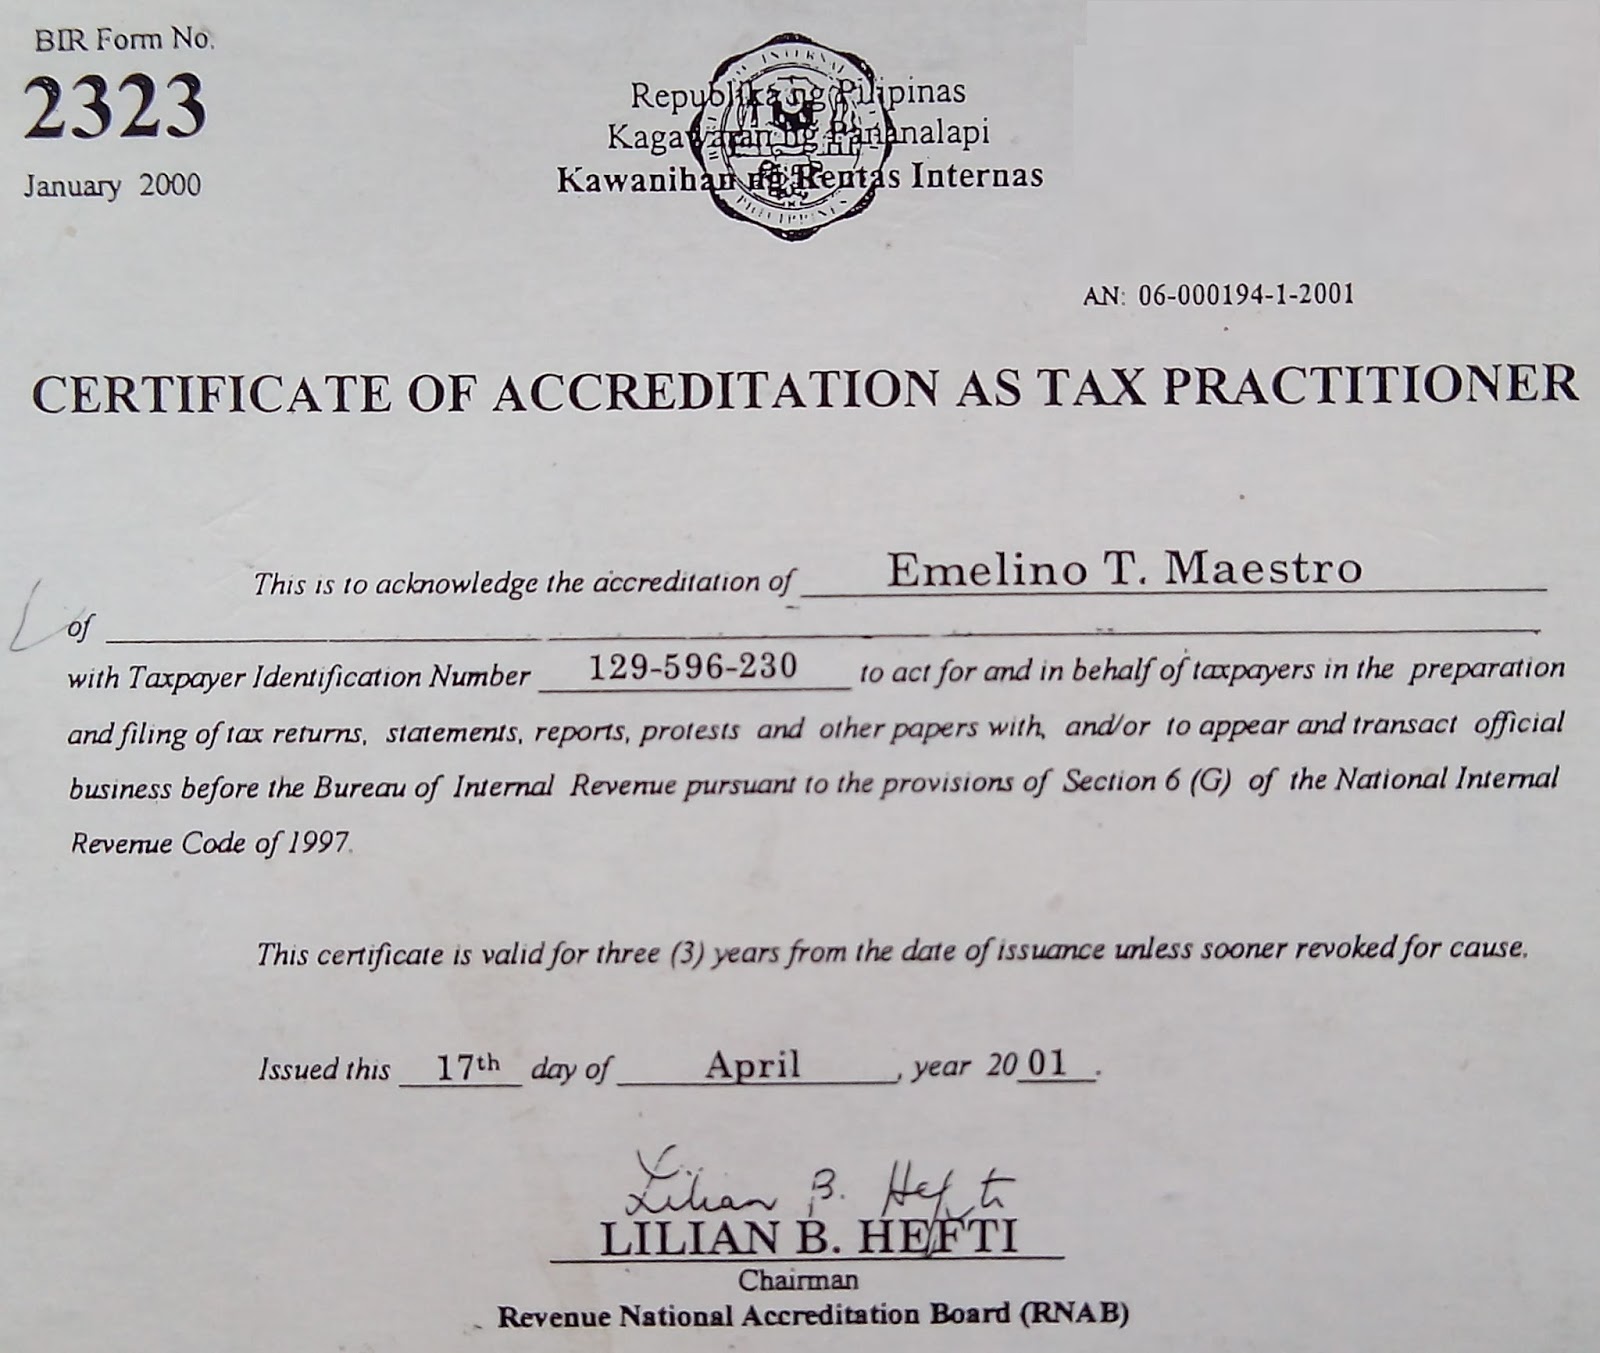 BIR Form No.
2323
January 2000
Republika ng Pilipinas
Kagawaran ng Pananalapi
Kawanihan ng Rentas Internas
PHILIPPINES
AN: 06-000194-1-2001
CERTIFICATE OF ACCREDITATION AS TAX PRACTITIONER
This is to acknowledge the accreditation of Emelino T. Maestro
of
with Taxpayer Identification Number 129-596-230 to act for and in behalf of taxpayers in the preparation
and filing of tax returns, statements, reports, protests and other papers with, and/or to appear and transact official
business before the Bureau of Internal Revenue pursuant to the provisions of Section 6 (G) of the National Internal
Revenue Code of 1997.
This certificate is valid for three (3) years from the date of issuance unless sooner revoked for cause.
Issued this 17th day of April, year 2001.
Lilian B. Hefti
LILIAN B. HEFTI
Chairman
Revenue National Accreditation Board (RNAB)